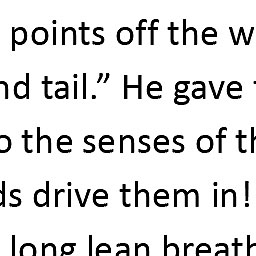 points off the w
nd tail.” He gave
o the senses of th
ds drive them in!
long lean breath